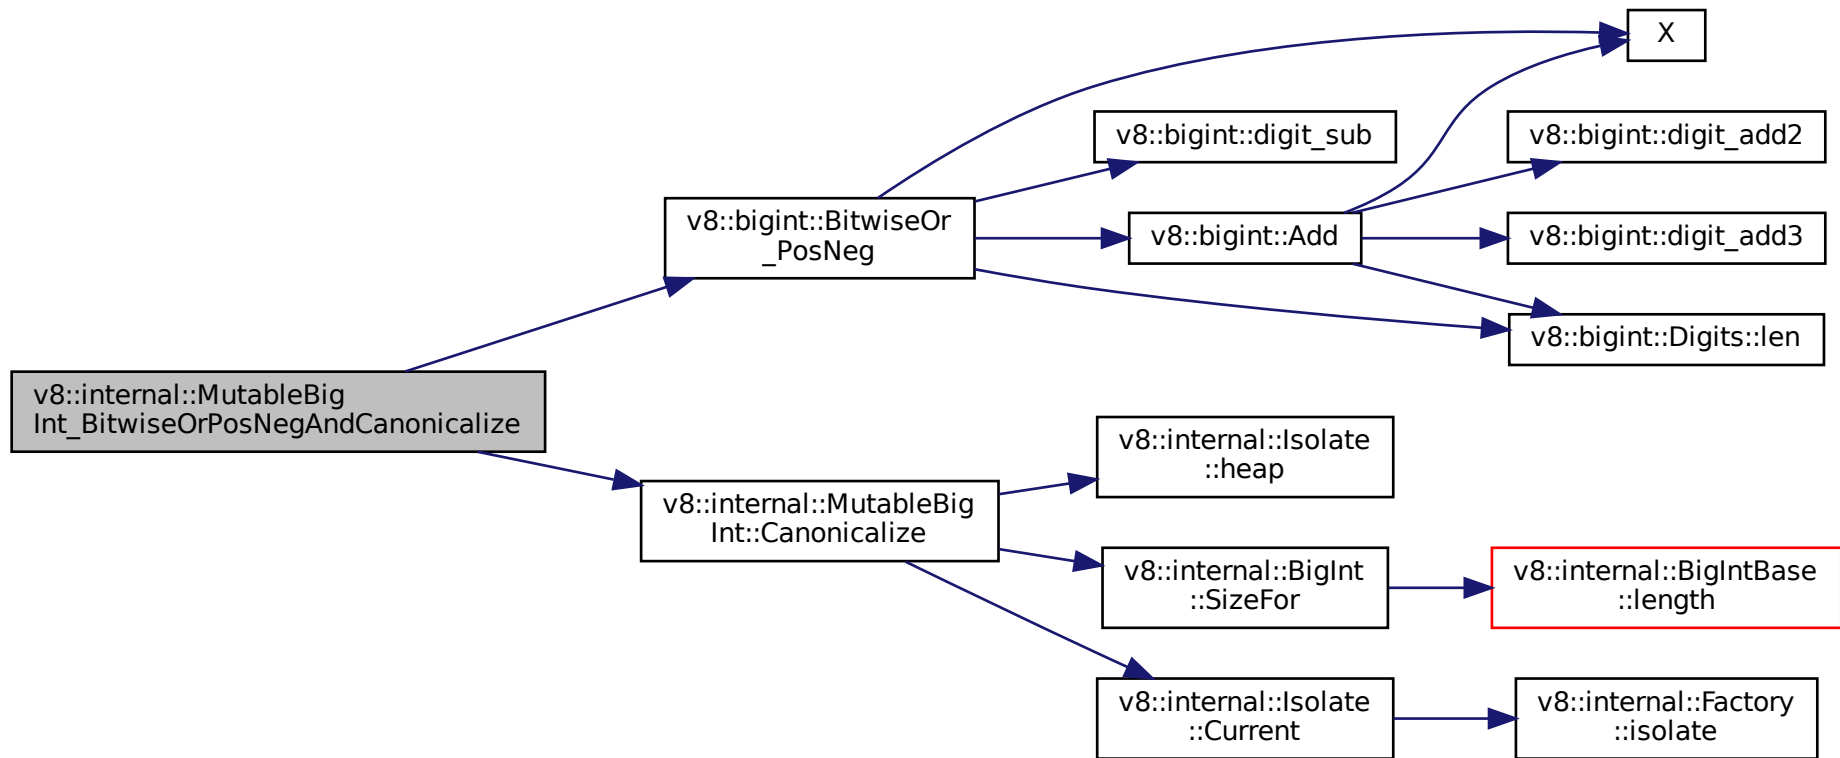 X
v8::bigint::digit_sub
v8::bigint::digit_add2
v8::bigint::BitwiseOr
_PosNeg
v8::bigint::Add
v8::bigint::digit_add3
v8::bigint::Digits::len
v8::internal::MutableBig
Int_BitwiseOrPosNegAndCanonicalize
v8::internal::Isolate
::heap
v8::internal::MutableBig
Int::Canonicalize
v8::internal::BigInt
::SizeFor
v8::internal::BigIntBase
::length
v8::internal::Isolate
::Current
v8::internal::Factory
::isolate